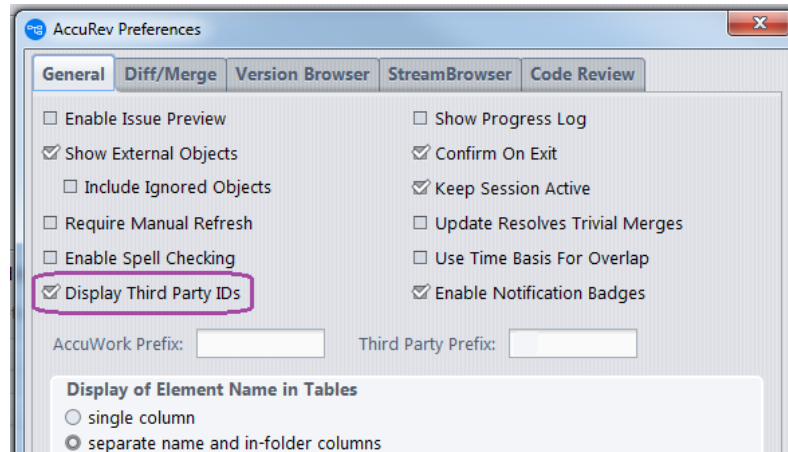 AccuRev Preferences
General Diff/Merge Version Browser StreamBrowser Code Review
Enable Issue Preview Show Progress Log
Show External Objects Confirm On Exit
Include Ignored Objects Keep Session Active
Require Manual Refresh Update Resolves Trivial Merges
Enable Spell Checking Use Time Basis For Overlap
Display Third Party IDs Enable Notification Badges
AccuWork Prefix: Third Party Prefix:
Display of Element Name in Tables
single column
separate name and in-folder columns